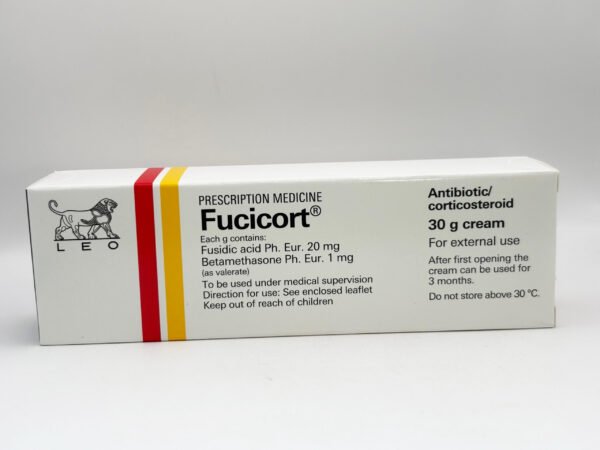 LEO
PRESCRIPTION MEDICINE
Fucicort®
Each g contains:
Fusidic acid Ph. Eur. 20 mg
Betamethasone Ph. Eur. 1 mg
(as valerate)
To be used under medical supervision
Direction for use: See enclosed leaflet
Keep out of reach of children
Antibiotic/
corticosteroid
30 g cream
For external use
After first opening the
cream can be used for
3 months.
Do not store above 30 °C.